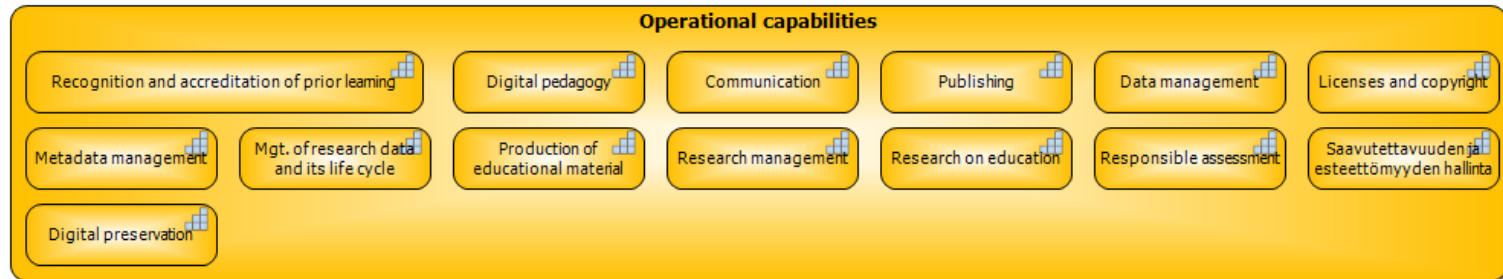 Operational capabilities
Recognition and accreditation of prior learning
Digital pedagogy
Communication
Publishing
Data management
Licenses and copyright
Metadata management
Mgt. of research data
and its life cycle
Production of
educational material
Research management
Research on education
Responsible assessment
Saavutettavuuden ja
esteettömyyden hallinta
Digital preservation